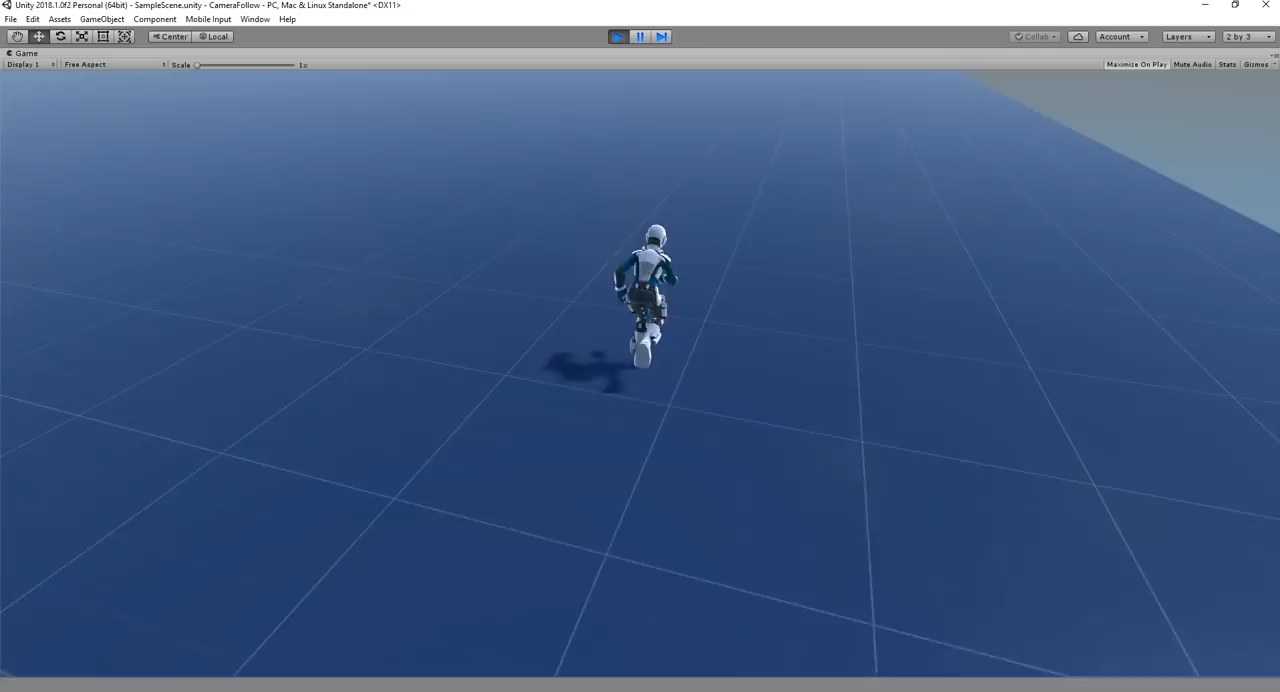 Unity 2018.1.0f2 Personal (64bit) - SampleScene.unity - CameraFollow - PC, Mac & Linux Standalone* <DX11>
File Edit Assets GameObject Component Mobile Input Window Help
Center Local Collab Account Layers 2 by 3
Game
Display 1 Free Aspect Scale 1x Maximize On Play Mute Audio Stats Gizmos